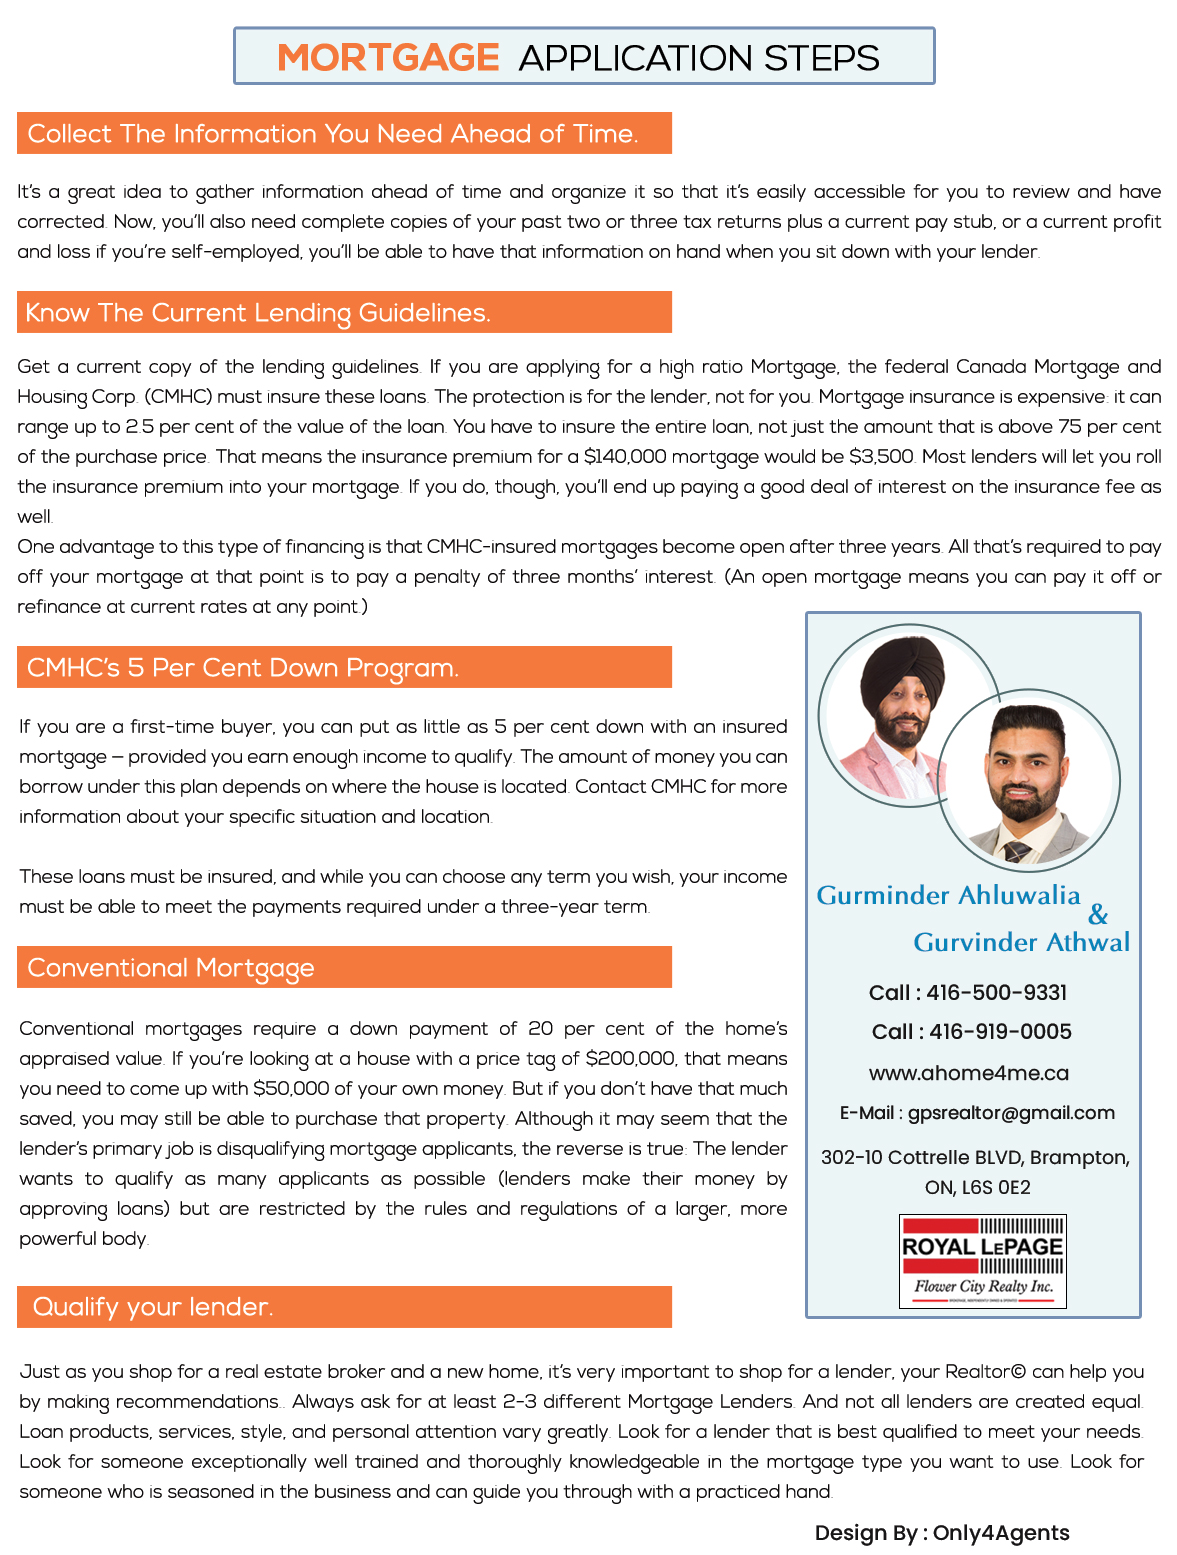 MORTGAGE APPLICATION STEPS
Collect The Information You Need Ahead of Time.
It's a great idea to gather information ahead of time and organize it so that it's easily accessible for you to review and have
corrected. Now, you'll also need complete copies of your past two or three tax returns plus a current pay stub, or a current profit
and loss if you're self-employed, you'll be able to have that information on hand when you sit down with your lender.
Know The Current Lending Guidelines.
Get a current copy of the lending guidelines. If you are applying for a high ratio Mortgage, the federal Canada Mortgage and
Housing Corp. (CMHC) must insure these loans. The protection is for the lender, not for you. Mortgage insurance is expensive: it can
range up to 2.5 per cent of the value of the loan. You have to insure the entire loan, not just the amount that is above 75 per cent
of the purchase price. That means the insurance premium for a $140,000 mortgage would be $3,500. Most lenders will let you roll
the insurance premium into your mortgage. If you do, though, you'll end up paying a good deal of interest on the insurance fee as
well.
One advantage to this type of financing is that CMHC-insured mortgages become open after three years. All that's required to pay
off your mortgage at that point is to pay a penalty of three months' interest. (An open mortgage means you can pay it off or
refinance at current rates at any point.)
CMHC's 5 Per Cent Down Program.
If you are a first-time buyer, you can put as little as 5 per cent down with an insured
mortgage – provided you earn enough income to qualify. The amount of money you can
borrow under this plan depends on where the house is located. Contact CMHC for more
information about your specific situation and location.
These loans must be insured, and while you can choose any term you wish, your income
must be able to meet the payments required under a three-year term.
Conventional Mortgage
Conventional mortgages require a down payment of 20 per cent of the home's
appraised value. If you're looking at a house with a price tag of $200,000, that means
you need to come up with $50,000 of your own money. But if you don't have that much
saved, you may still be able to purchase that property. Although it may seem that the
lender's primary job is disqualifying mortgage applicants, the reverse is true: The lender
wants to qualify as many applicants as possible (lenders make their money by
approving loans) but are restricted by the rules and regulations of a larger, more
powerful body.
Qualify your lender.
Just as you shop for a real estate broker and a new home, it's very important to shop for a lender, your Realtor© can help you
by making recommendations.. Always ask for at least 2-3 different Mortgage Lenders. And not all lenders are created equal.
Loan products, services, style, and personal attention vary greatly. Look for a lender that is best qualified to meet your needs.
Look for someone exceptionally well trained and thoroughly knowledgeable in the mortgage type you want to use. Look for
someone who is seasoned in the business and can guide you through with a practiced hand.
Gurminder Ahluwalia
&
Gurvinder Athwal
Call : 416-500-9331
Call : 416-919-0005
www.ahome4me.ca
E-Mail : gpsrealtor@gmail.com
302-10 Cottrelle BLVD, Brampton,
ON, L6S 0E2
ROYAL LEPAGE
Flower City Realty Inc.
BROKERAGE, INDEPENDENTLY OWNED & OPERATED
Design By : Only4Agents